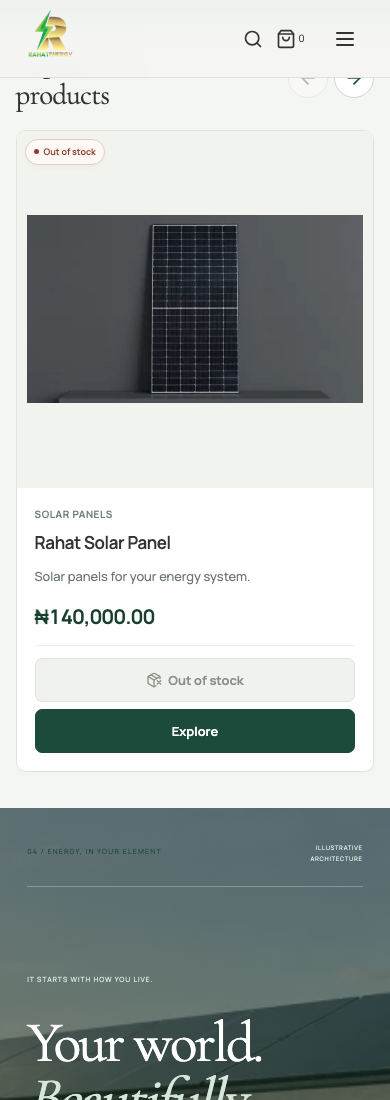 RAHAT ENERGY
0
products
Out of stock
SOLAR PANELS
Rahat Solar Panel
Solar panels for your energy system.
₦140,000.00
Out of stock
Explore
04 / ENERGY, IN YOUR ELEMENT
ILLUSTRATIVE
ARCHITECTURE
IT STARTS WITH HOW YOU LIVE.
Your world.
Beautifully